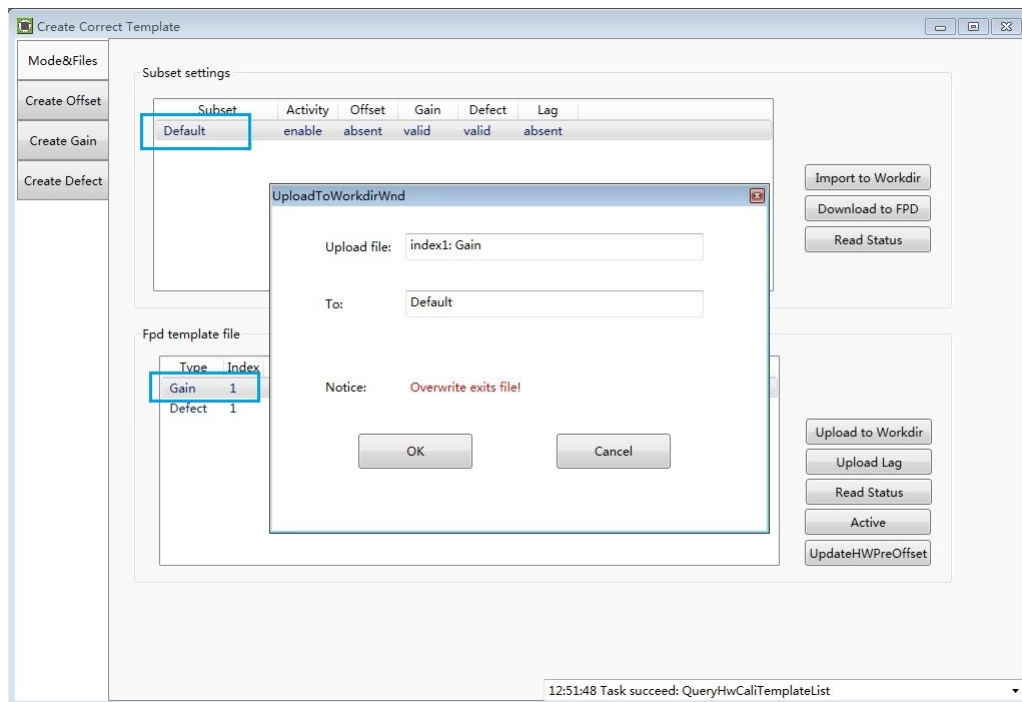 Create Correct Template
Mode&Files
Create Offset
Create Gain
Create Defect
Subset settings
Subset Activity Offset Gain Defect Lag
Default enable absent valid valid absent
Import to Workdir
Download to FPD
Read Status
UploadToWorkdirWnd
Upload file: index1: Gain
To: Default
Notice: Overwrite exits file!
OK Cancel
Fpd template file
Type Index
Gain 1
Defect 1
Upload to Workdir
Upload Lag
Read Status
Active
UpdateHWPreOffset
12:51:48 Task succeed: QueryHwCaliTemplateList